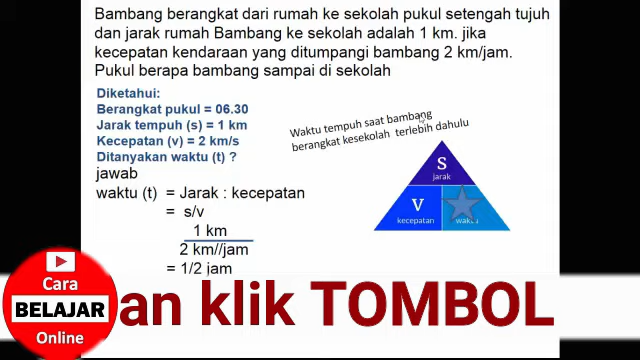 Bambang berangkat dari rumah ke sekolah pukul setengah tujuh
dan jarak rumah Bambang ke sekolah adalah 1 km. jika
kecepatan kendaraan yang ditumpangi bambang 2 km/jam.
Pukul berapa bambang sampai di sekolah
Diketahui:
Berangkat pukul = 06.30
Jarak tempuh (s) = 1 km
Kecepatan (v) = 2 km/s
Ditanyakan waktu (t) ?
jawab
waktu (t) = Jarak : kecepatan
= s/v
1 km
2 km//jam
= 1/2 jam
Waktu tempuh saat bambang
berangkat kesekolah terlebih dahulu
S
jarak
V
kecepatan
waktu
Cara
BELAJAR
Online
an klik TOMBOL